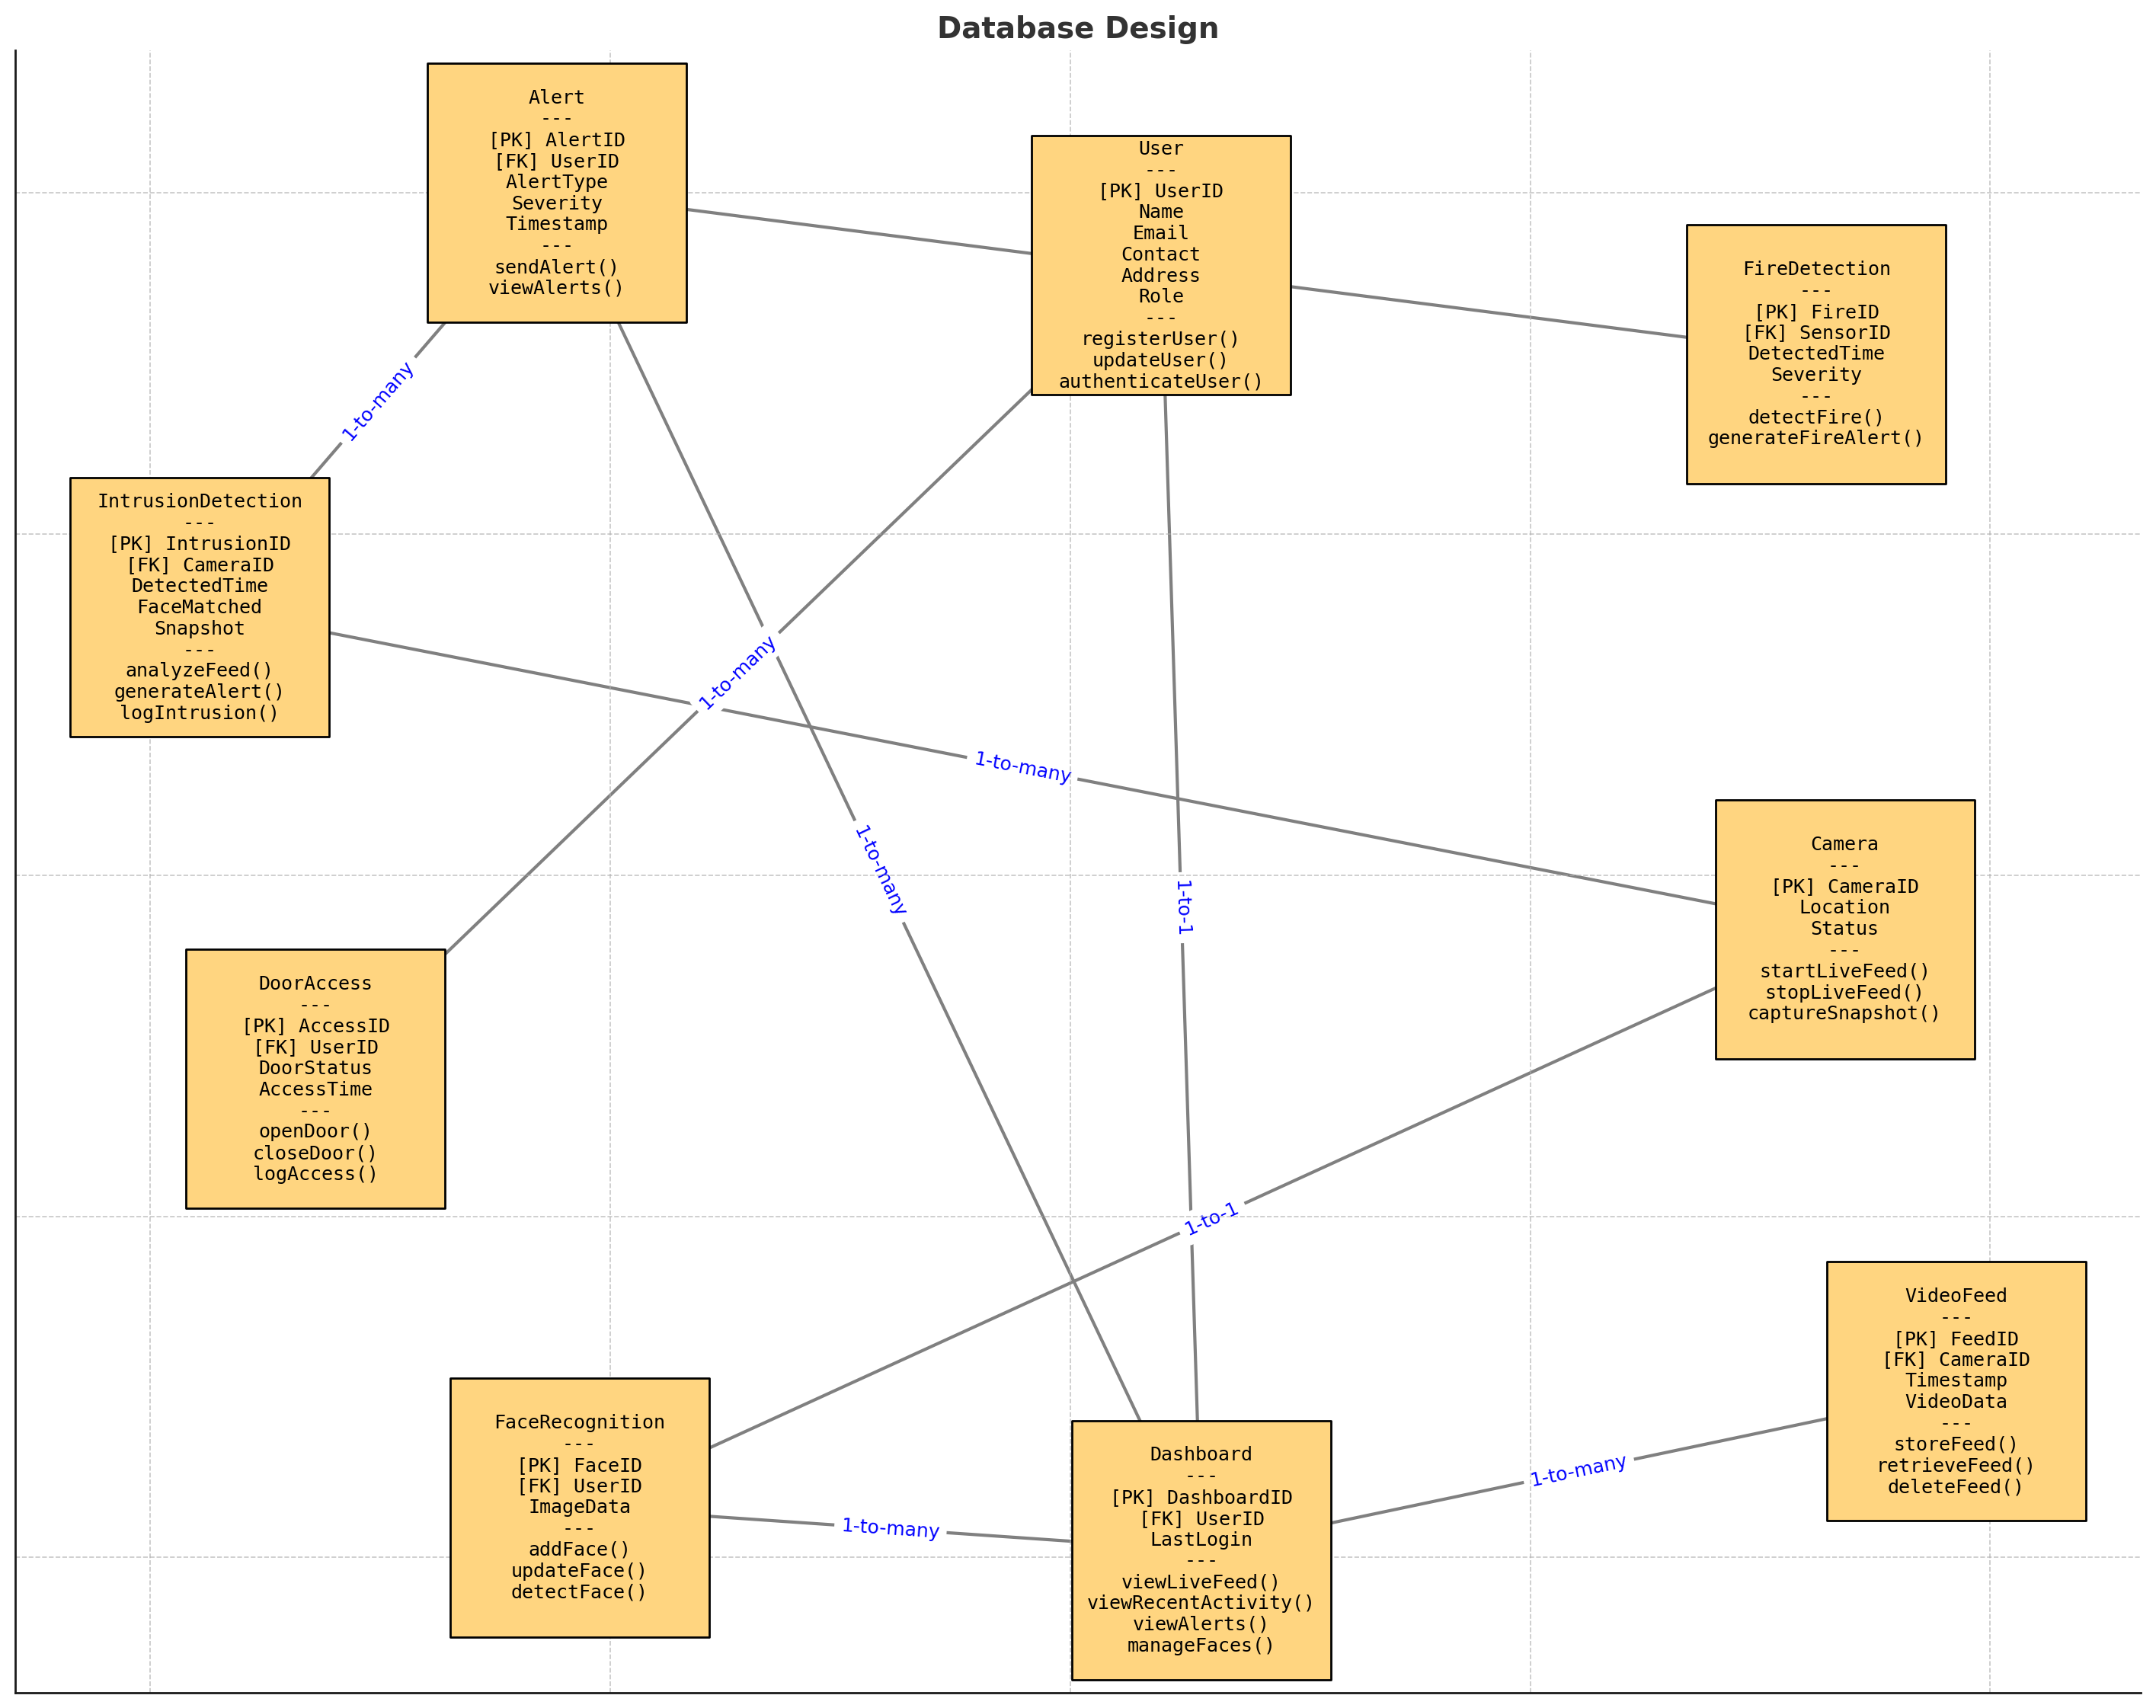 Database Design
Alert
---
[PK] AlertID
[FK] UserID
AlertType
Severity
Timestamp
---
sendAlert()
viewAlerts()
User
---
[PK] UserID
Name
Email
Contact
Address
Role
---
registerUser()
updateUser()
authenticateUser()
FireDetection
---
[PK] FireID
[FK] SensorID
DetectedTime
Severity
---
detectFire()
generateFireAlert()
1-to-many
IntrusionDetection
---
[PK] IntrusionID
[FK] CameraID
DetectedTime
FaceMatched
Snapshot
---
analyzeFeed()
generateAlert()
logIntrusion()
1-to-many
1-to-many
1-to-many
1-to-1
Camera
---
[PK] CameraID
Location
Status
---
startLiveFeed()
stopLiveFeed()
captureSnapshot()
DoorAccess
---
[PK] AccessID
[FK] UserID
DoorStatus
AccessTime
---
openDoor()
closeDoor()
logAccess()
1-to-1
VideoFeed
---
[PK] FeedID
[FK] CameraID
Timestamp
VideoData
---
storeFeed()
retrieveFeed()
deleteFeed()
FaceRecognition
---
[PK] FaceID
[FK] UserID
ImageData
---
addFace()
updateFace()
detectFace()
1-to-many
Dashboard
---
[PK] DashboardID
[FK] UserID
LastLogin
---
viewLiveFeed()
viewRecentActivity()
viewAlerts()
manageFaces()
1-to-many